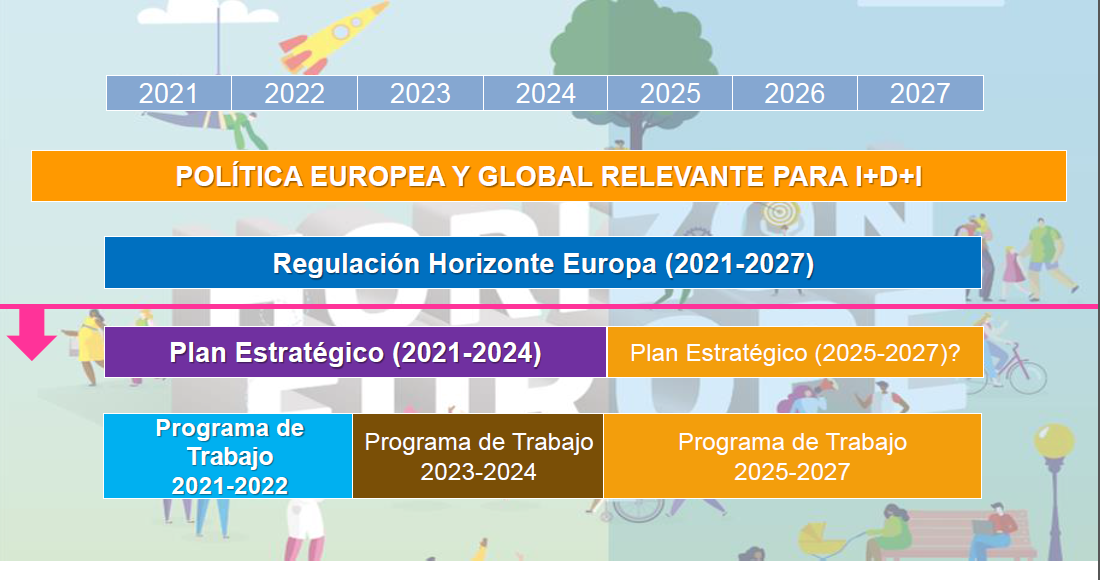 2021 2022 2023 2024 2025 2026 2027
POLÍTICA EUROPEA Y GLOBAL RELEVANTE PARA I+D+I
HORIZON
Regulación Horizonte Europa (2021-2027)
Plan Estratégico (2021-2024)
Plan Estratégico (2025-2027)?
EUROPE
Programa de
Trabajo
2021-2022
Programa de Trabajo
2023-2024
Programa de Trabajo
2025-2027